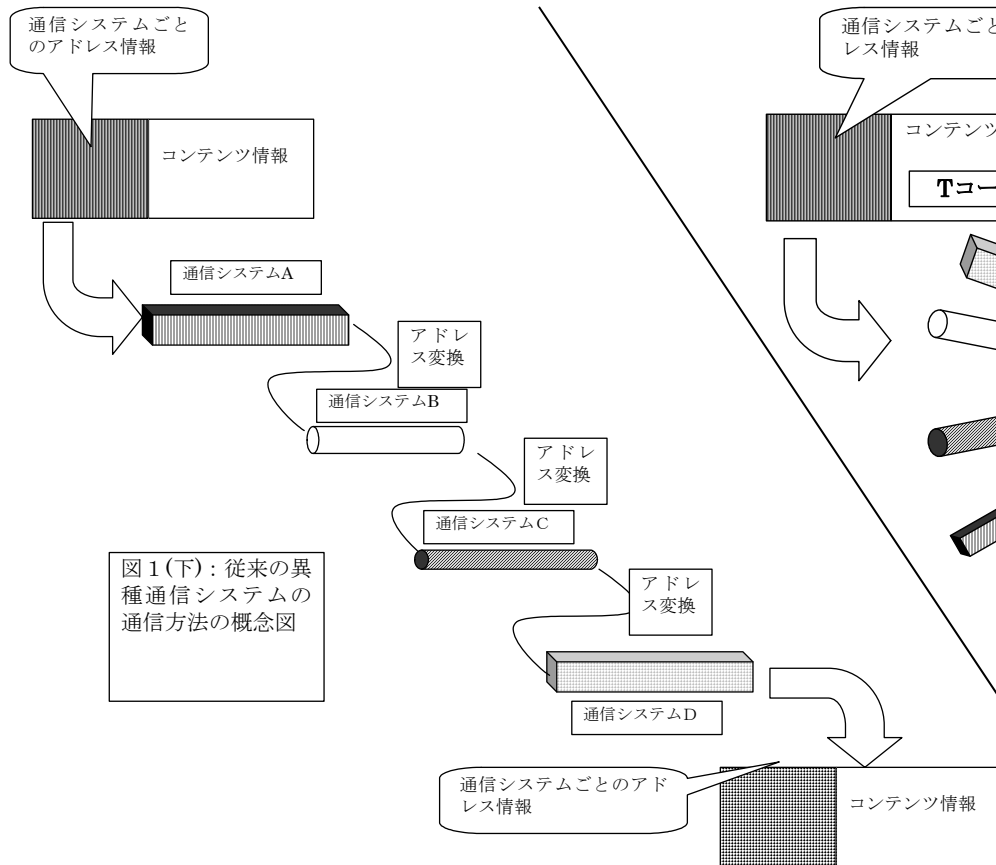 通信システムごと
のアドレス情報
コンテンツ情報
通信システムA
アドレ
ス変換
通信システムB
アドレ
ス変換
通信システムC
アドレ
ス変換
通信システムD
図１(下)：従来の異
種通信システムの
通信方法の概念図
通信システムごとのアド
レス情報
コンテンツ情報
通信システムごと
レス情報
コンテンツ
Tコー